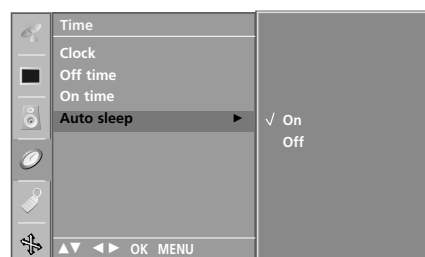 Time
Clock
Off time
On time
Auto sleep ►
√ On
Off
▲▼ ◄► OK MENU